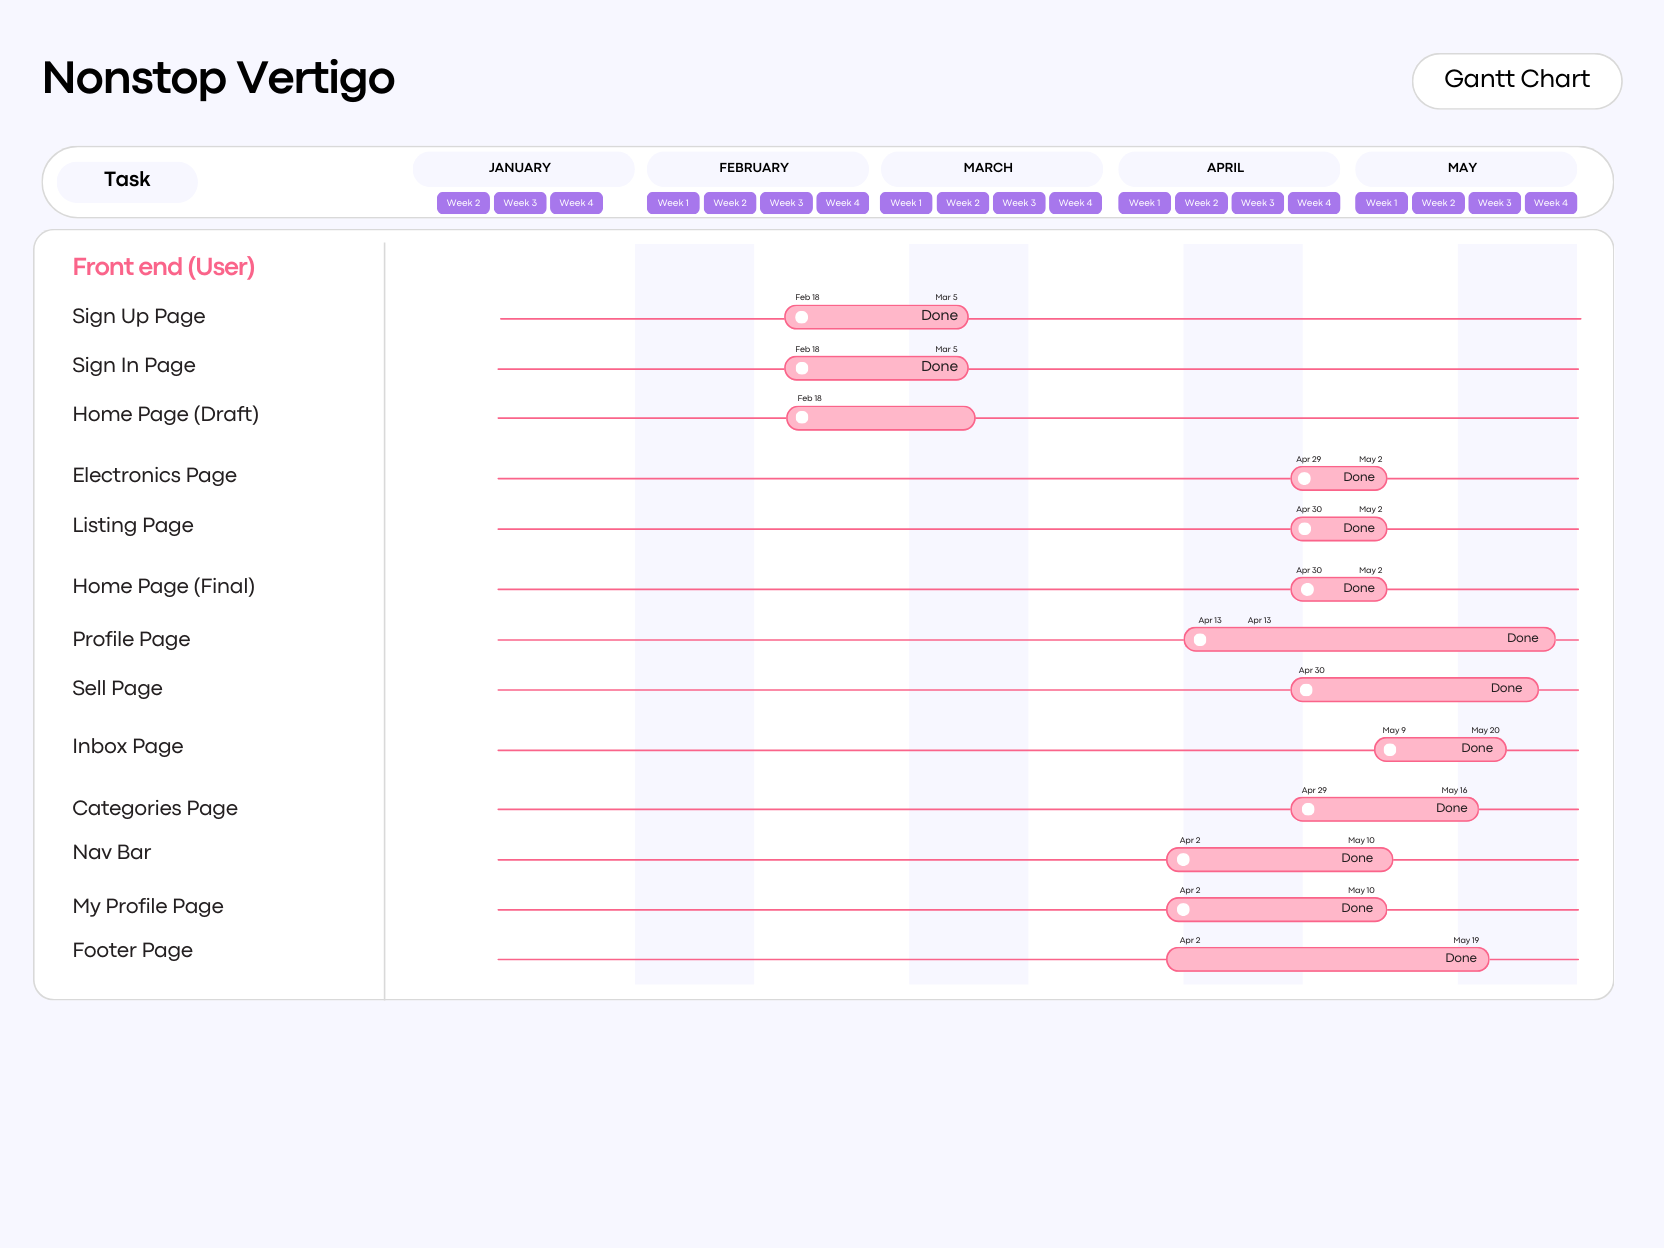 Nonstop Vertigo
Gantt Chart
Task
JANUARY FEBRUARY MARCH APRIL MAY
Week 2 Week 3 Week 4 Week 1 Week 2 Week 3 Week 4 Week 1 Week 2 Week 3 Week 4 Week 1 Week 2 Week 3 Week 4 Week 1 Week 2 Week 3 Week 4
Front end (User)
Feb 18 Mar 5
Sign Up Page Done
Feb 18 Mar 5
Sign In Page Done
Feb 18
Home Page (Draft)
Apr 29 May 2
Electronics Page Done
Apr 30 May 2
Listing Page Done
Apr 30 May 2
Home Page (Final) Done
Apr 13 Apr 13
Profile Page Done
Apr 30
Sell Page Done
May 9 May 20
Inbox Page Done
Apr 29 May 16
Categories Page Done
Apr 2 May 10
Nav Bar Done
Apr 2 May 10
My Profile Page Done
Apr 2 May 19
Footer Page Done